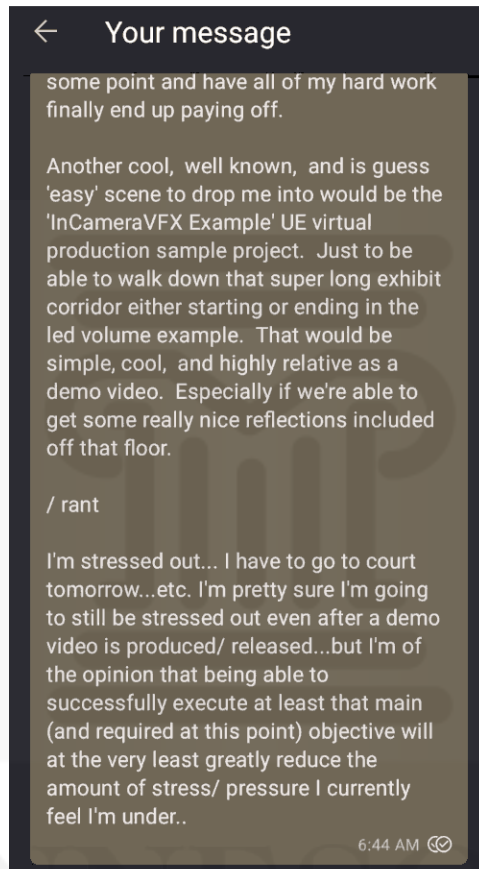 Your message
some point and have all of my hard work
finally end up paying off.
Another cool,  well known,  and is guess
'easy' scene to drop me into would be the
'InCameraVFX Example' UE virtual
production sample project.  Just to be
able to walk down that super long exhibit
corridor either starting or ending in the
led volume example.  That would be
simple, cool,  and highly relative as a
demo video.  Especially if we're able to
get some really nice reflections included
off that floor.
/ rant
I'm stressed out... I have to go to court
tomorrow...etc. I'm pretty sure I'm going
to still be stressed out even after a demo
video is produced/ released...but I'm of
the opinion that being able to
successfully execute at least that main
(and required at this point) objective will
at the very least greatly reduce the
amount of stress/ pressure I currently
feel I'm under..
6:44 AM